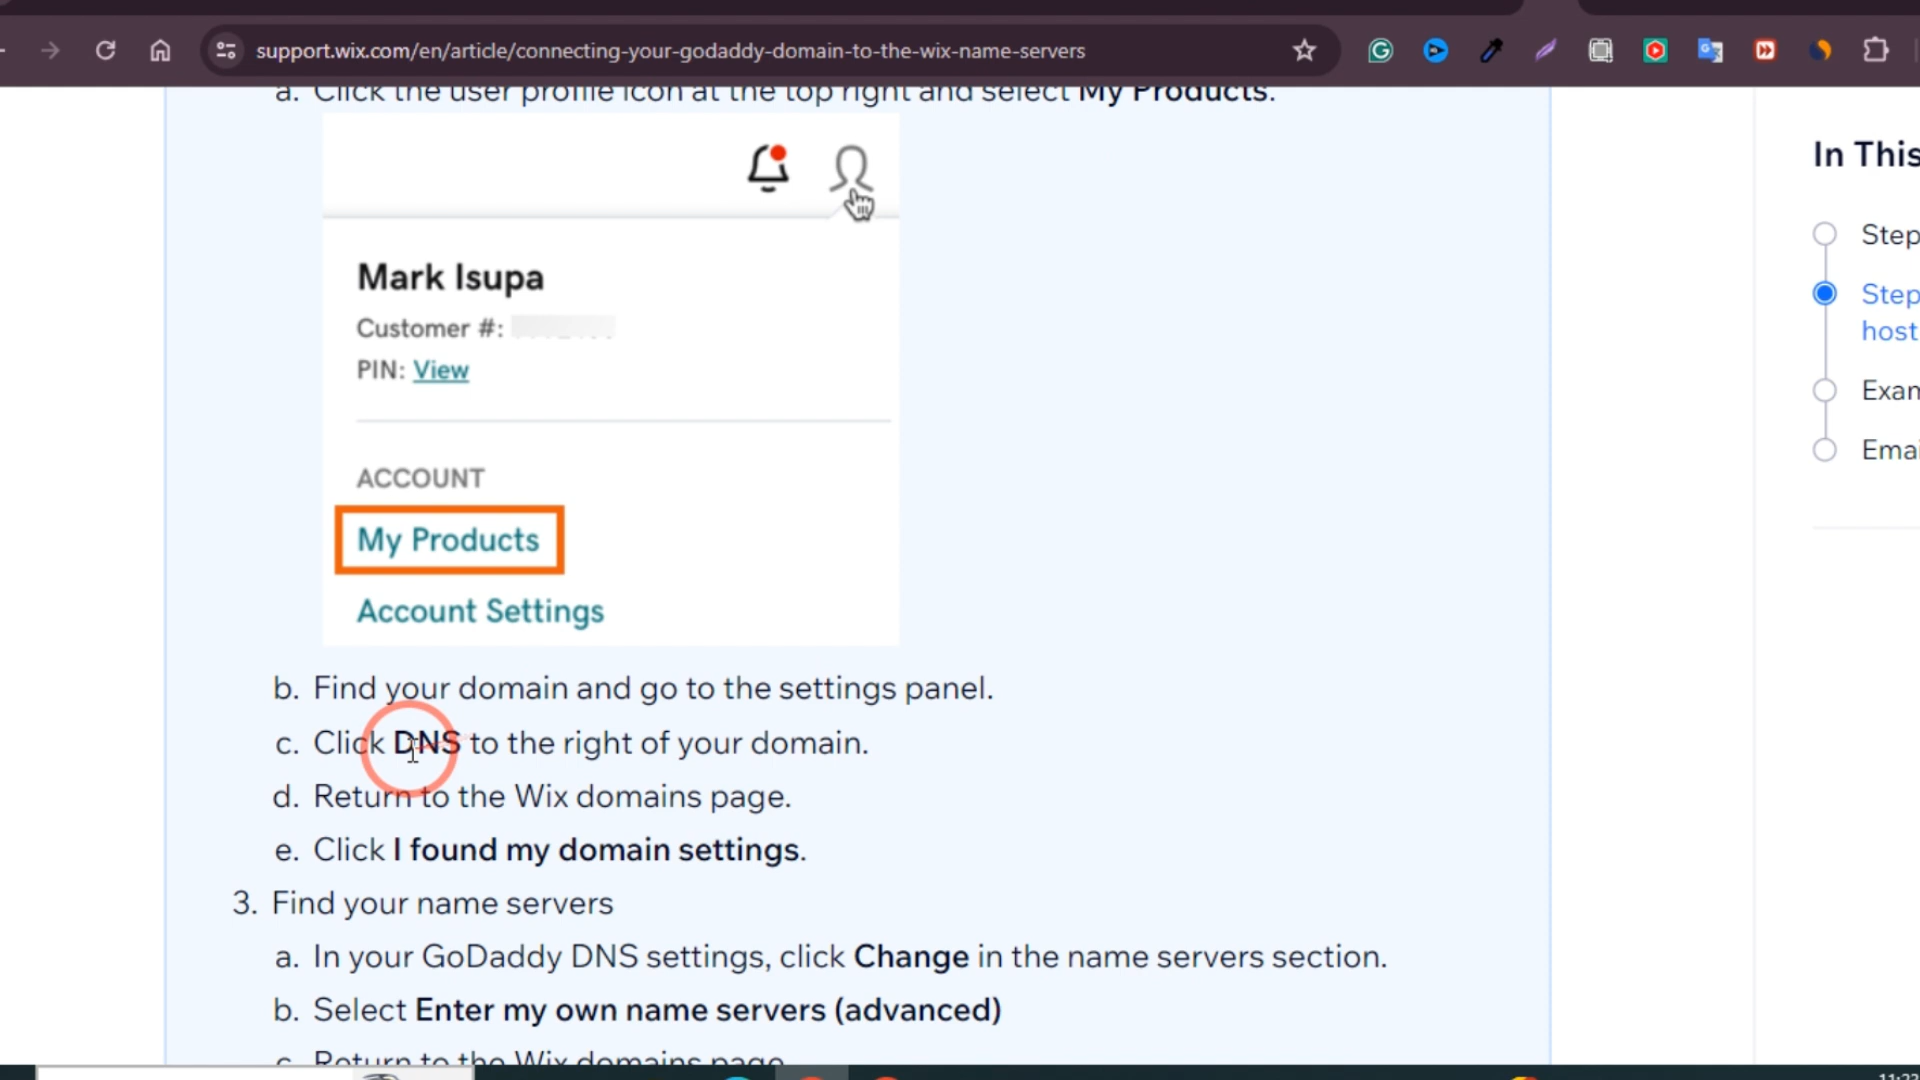 support.wix.com/en/article/connecting-your-godaddy-domain-to-the-wix-name-servers
a. Click the user profile icon at the top right and select My Products.
In This
Mark Isupa
Customer #:
PIN: View
ACCOUNT
My Products
Account Settings
Step
Step
host
Exam
Emai
b. Find your domain and go to the settings panel.
c. Click DNS to the right of your domain.
d. Return to the Wix domains page.
e. Click I found my domain settings.
3. Find your name servers
a. In your GoDaddy DNS settings, click Change in the name servers section.
b. Select Enter my own name servers (advanced)
c. Return to the Wix domains page